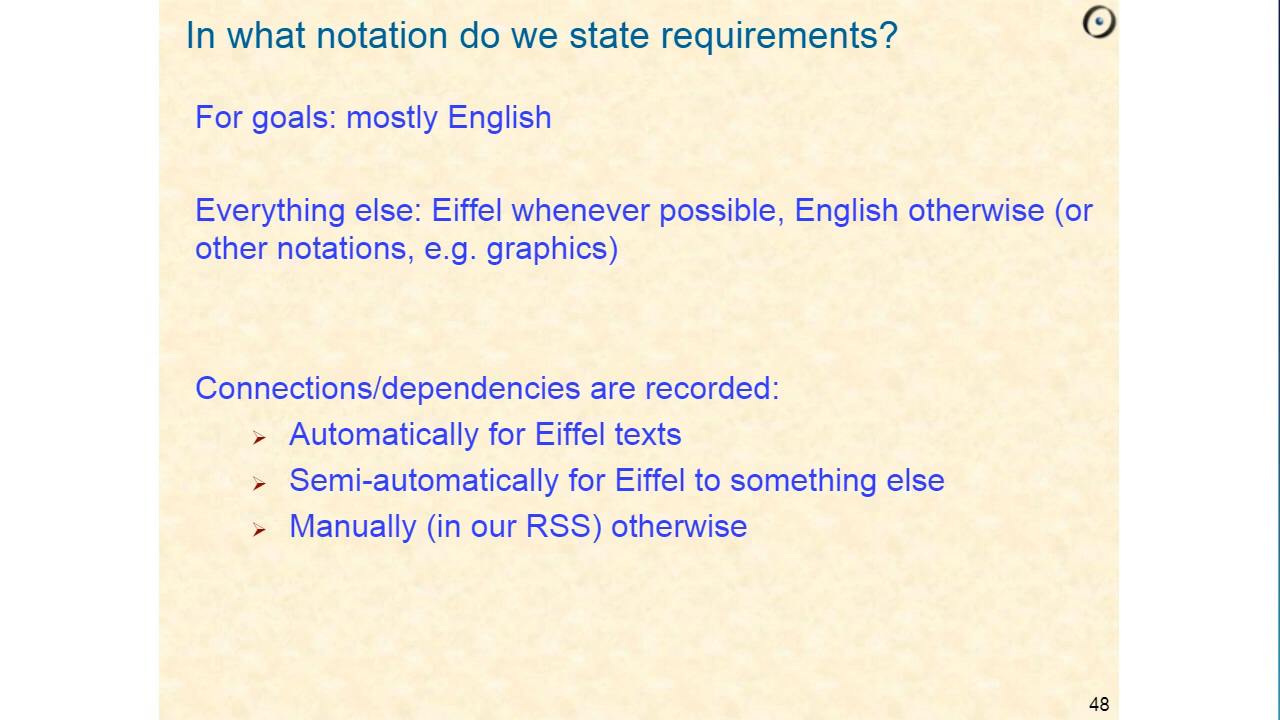 In what notation do we state requirements?
For goals: mostly English
Everything else: Eiffel whenever possible, English otherwise (or
other notations, e.g. graphics)
Connections/dependencies are recorded:
Automatically for Eiffel texts
Semi-automatically for Eiffel to something else
Manually (in our RSS) otherwise
48